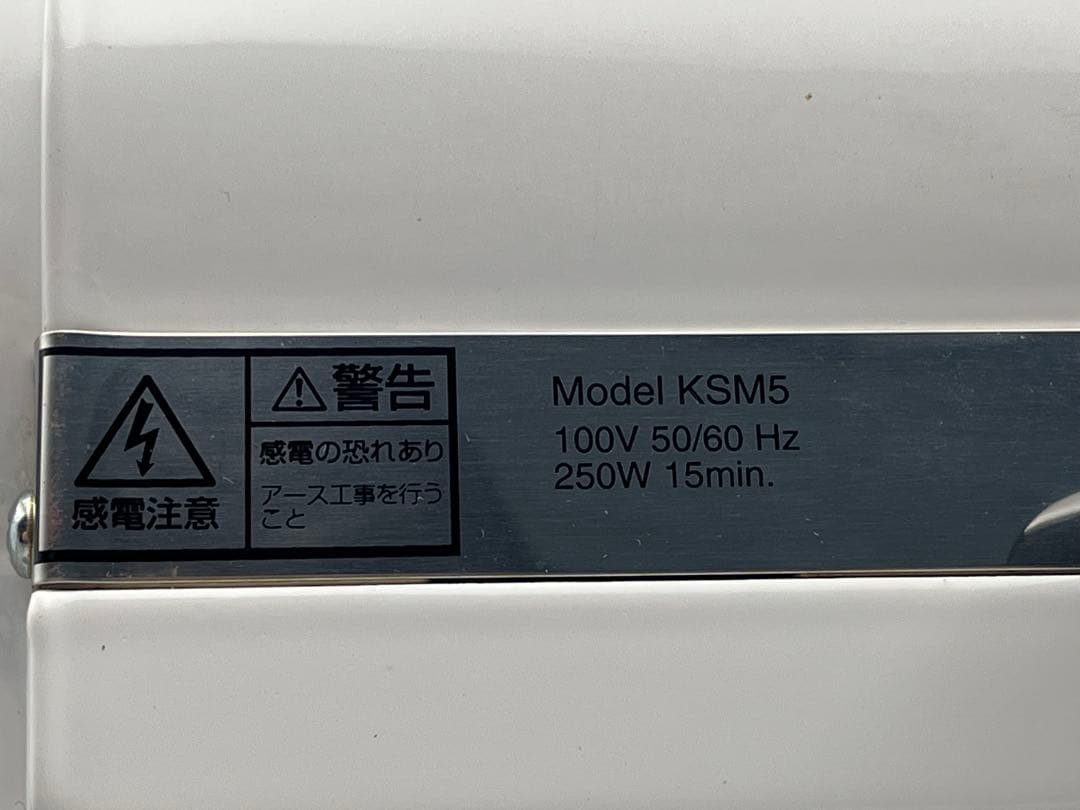 感電注意
警告
感電の恐れあり
アース工事を行う
こと
Model KSM5
100V 50/60 Hz
250W 15min.